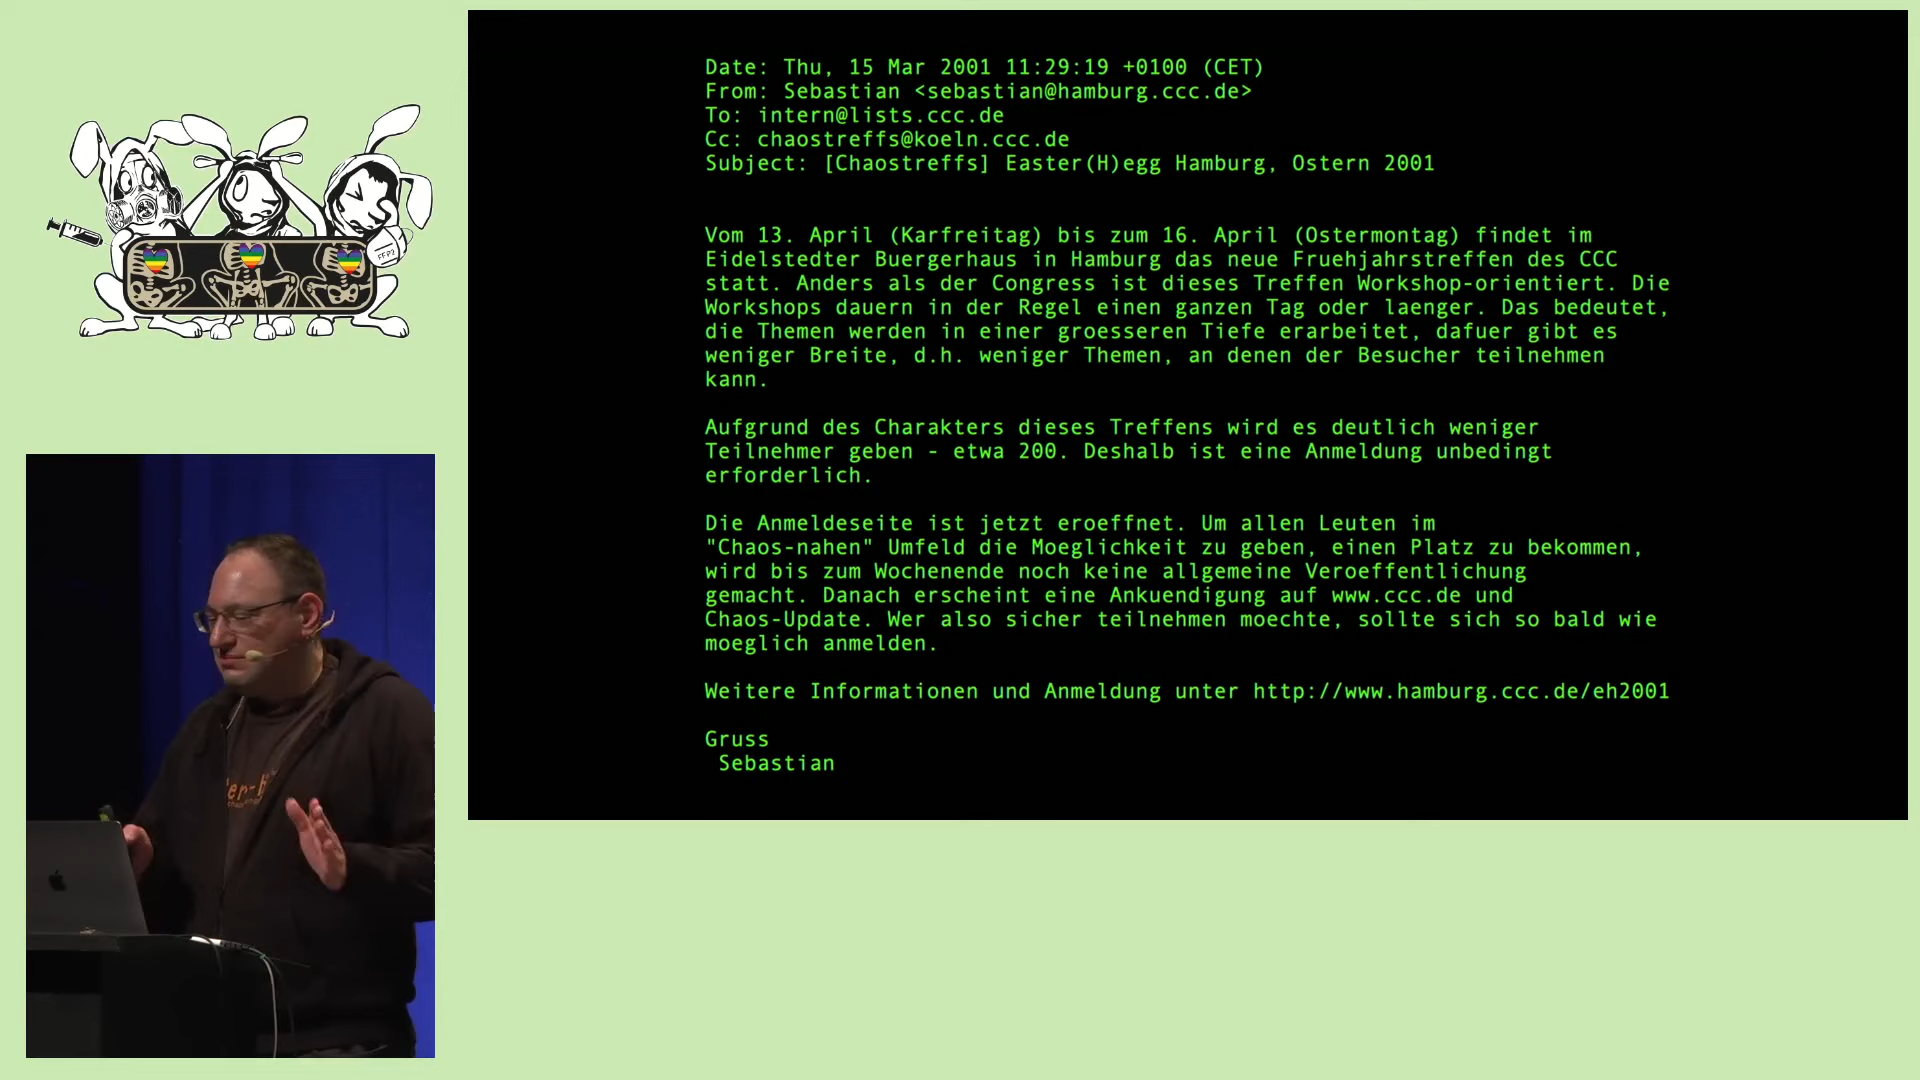 Date: Thu, 15 Mar 2001 11:29:19 +0100 (CET)
From: Sebastian <sebastian@hamburg.ccc.de>
To: intern@lists.ccc.de
Cc: chaostreffs@koeln.ccc.de
Subject: [Chaostreffs] Easter(H)egg Hamburg, Ostern 2001
Vom 13. April (Karfreitag) bis zum 16. April (Ostermontag) findet im
Eidelstedter Buergerhaus in Hamburg das neue Fruehjahrstreffen des CCC
statt. Anders als der Congress ist dieses Treffen Workshop-orientiert. Die
Workshops dauern in der Regel einen ganzen Tag oder laenger. Das bedeutet,
die Themen werden in einer groesseren Tiefe erarbeitet, dafuer gibt es
weniger Breite, d.h. weniger Themen, an denen der Besucher teilnehmen
kann.
Aufgrund des Charakters dieses Treffens wird es deutlich weniger
Teilnehmer geben - etwa 200. Deshalb ist eine Anmeldung unbedingt
erforderlich.
Die Anmeldeseite ist jetzt eroeffnet. Um allen Leuten im
"Chaos-nahen" Umfeld die Moeglichkeit zu geben, einen Platz zu bekommen,
wird bis zum Wochenende noch keine allgemeine Veroeffentlichung
gemacht. Danach erscheint eine Ankuendigung auf www.ccc.de und
Chaos-Update. Wer also sicher teilnehmen moechte, sollte sich so bald wie
moeglich anmelden.
Weitere Informationen und Anmeldung unter http://www.hamburg.ccc.de/eh2001
Gruss
Sebastian
FFP2